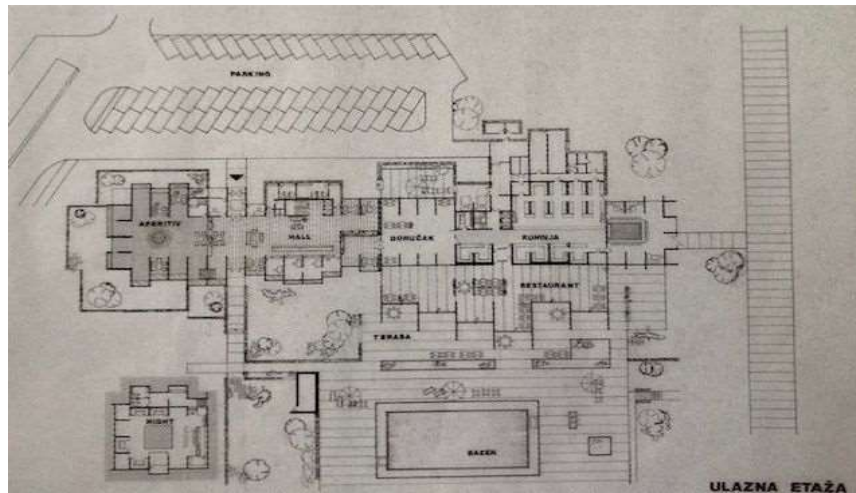 PARKING
APERITIV
HALL
DORUČAK
KUHINJA
RESTAURANT
TERASA
NIGHT
BAZEN
ULAZNA ETAŽA